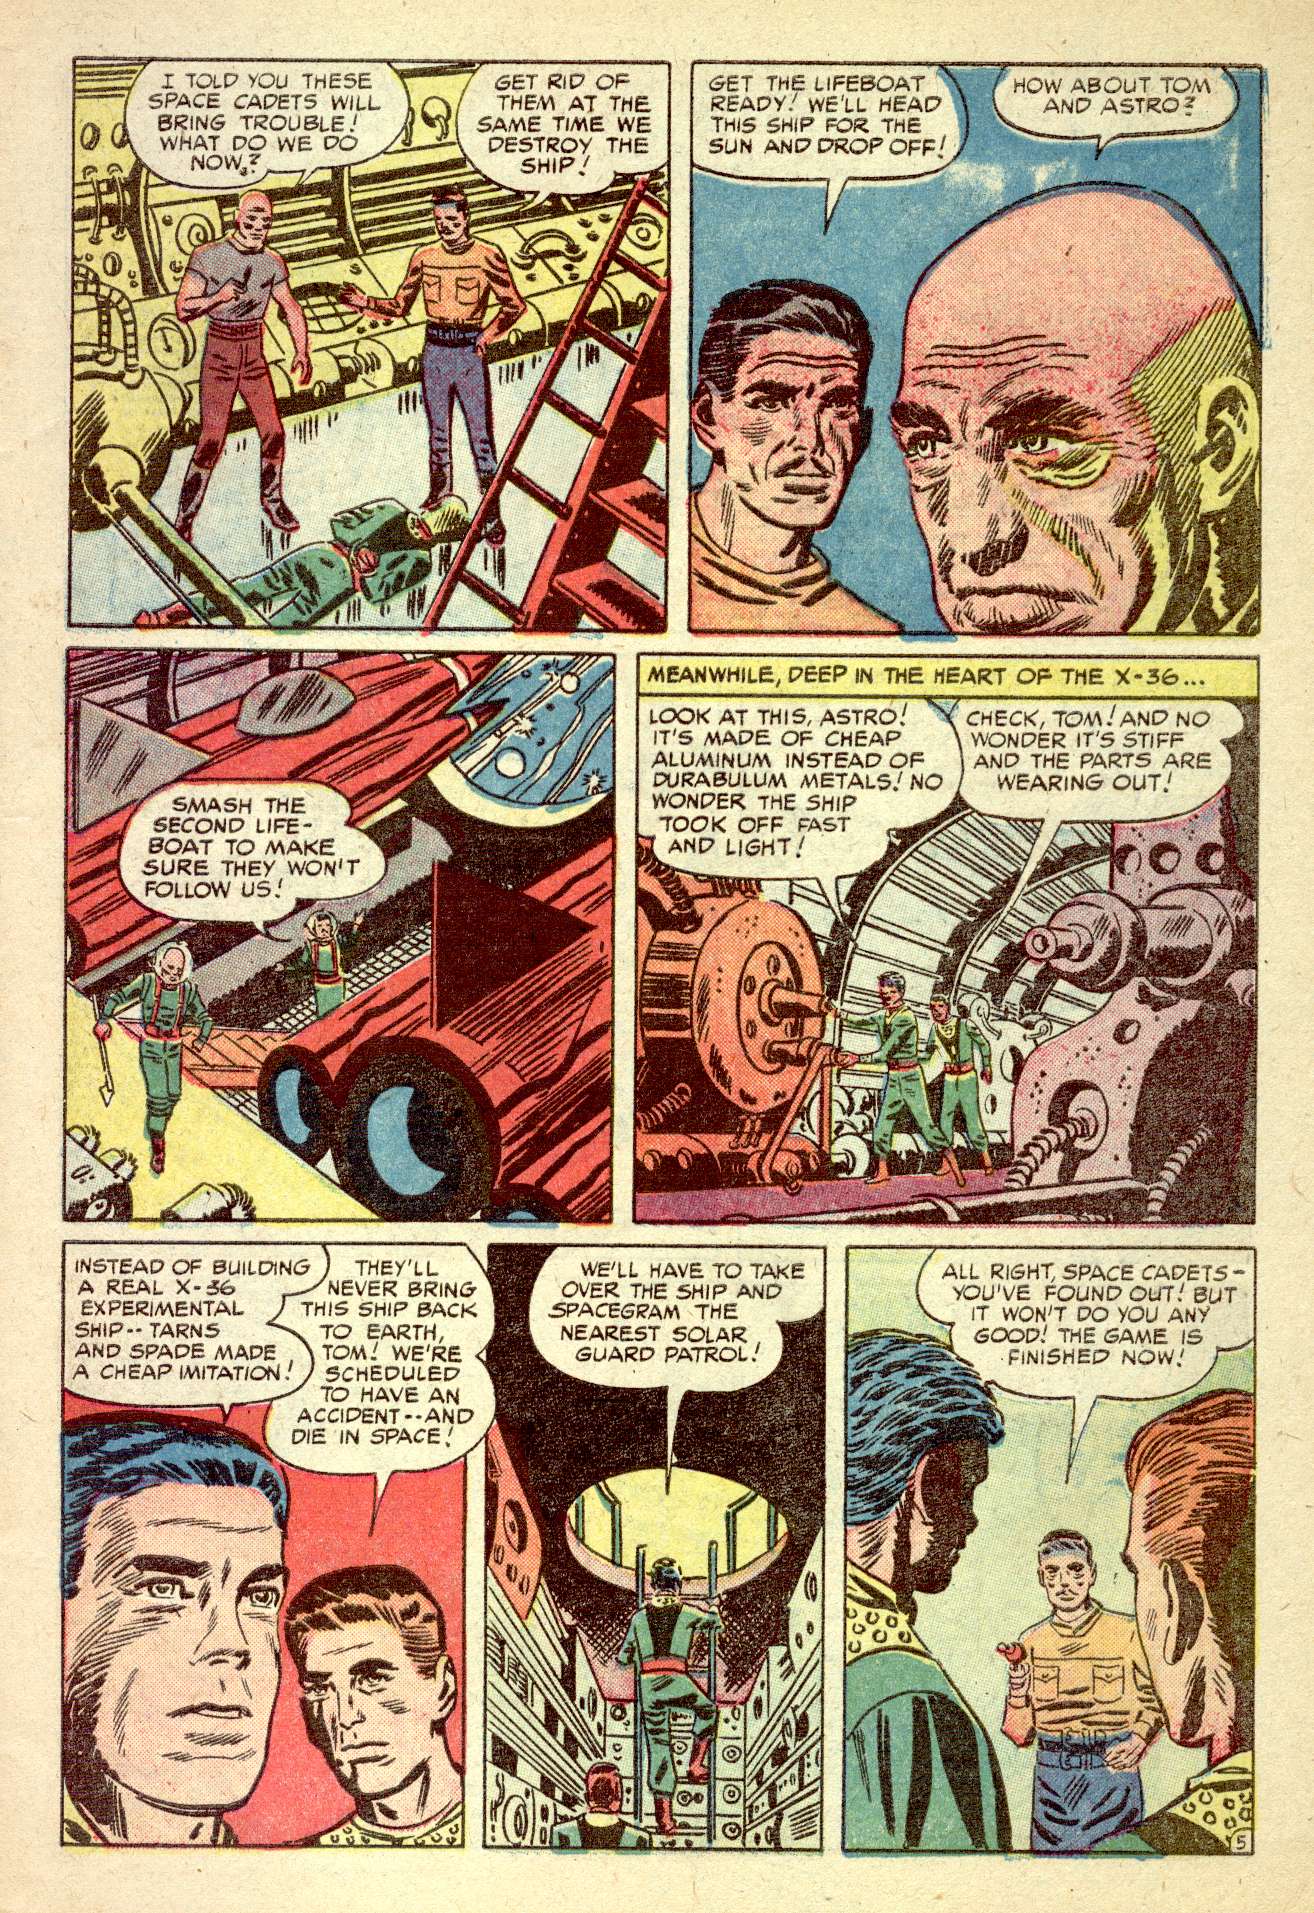 I TOLD YOU THESE
SPACE CADETS WILL
BRING TROUBLE!
WHAT DO WE DO
NOW?
GET RID OF
THEM AT THE
SAME TIME WE
DESTROY THE
SHIP!
GET THE LIFEBOAT
READY! WE'LL HEAD
THIS SHIP FOR THE
SUN AND DROP OFF!
HOW ABOUT TOM
AND ASTRO?
SMASH THE
SECOND LIFE-
BOAT TO MAKE
SURE THEY WON'T
FOLLOW US!
MEANWHILE, DEEP IN THE HEART OF THE X-36...
LOOK AT THIS, ASTRO!
IT'S MADE OF CHEAP
ALUMINUM INSTEAD OF
DURABULUM METALS! NO
WONDER THE SHIP
TOOK OFF FAST
AND LIGHT!
CHECK, TOM! AND NO
WONDER IT'S STIFF
AND THE PARTS ARE
WEARING OUT!
INSTEAD OF BUILDING
A REAL X-36
EXPERIMENTAL
SHIP-- TARNS
AND SPADE MADE
A CHEAP IMITATION!
THEY'LL
NEVER BRING
THIS SHIP BACK
TO EARTH,
TOM! WE'RE
SCHEDULED
TO HAVE AN
ACCIDENT--AND
DIE IN SPACE!
WE'LL HAVE TO TAKE
OVER THE SHIP AND
SPACEGRAM THE
NEAREST SOLAR
GUARD PATROL!
ALL RIGHT, SPACE CADETS-
YOU'VE FOUND OUT! BUT
IT WON'T DO YOU ANY
GOOD! THE GAME IS
FINISHED NOW!
5